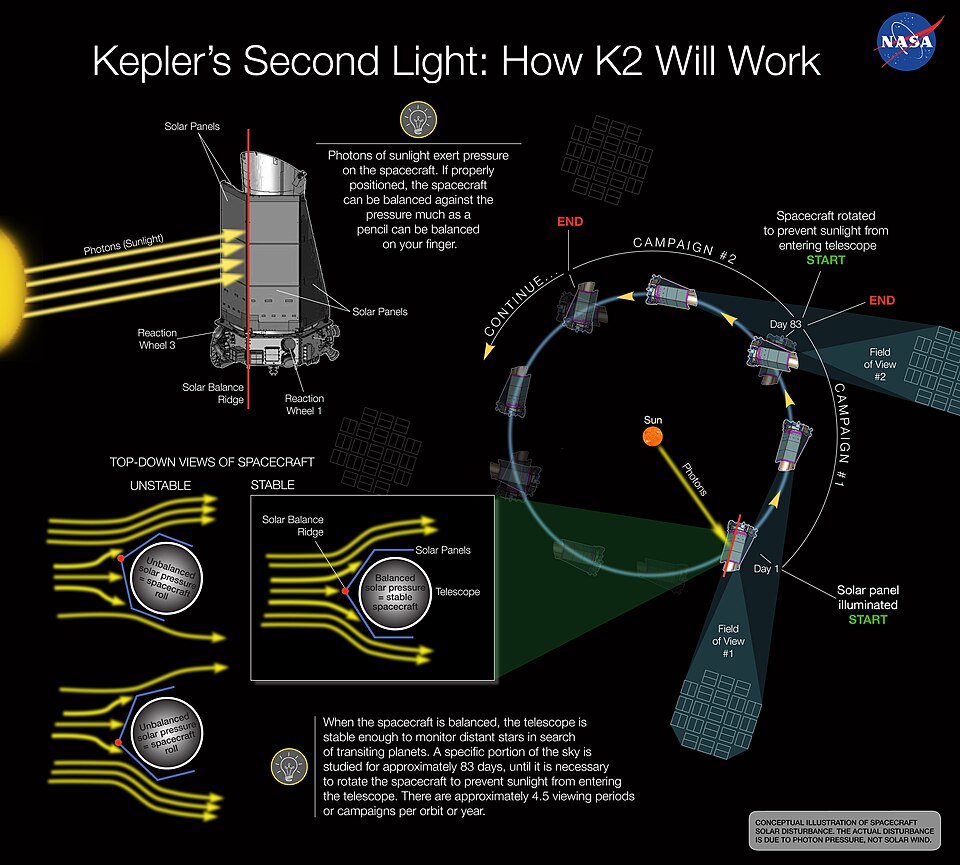 NASA
Kepler's Second Light: How K2 Will Work
Solar Panels
Photons of sunlight exert pressure
on the spacecraft. If properly
positioned, the spacecraft
can be balanced against the
pressure much as a
pencil can be balanced
on your finger.
Photons (Sunlight)
Solar Panels
Reaction
Wheel 3
Solar Balance
Ridge
Reaction
Wheel 1
END
CAMPAIGN #2
Spacecraft rotated
to prevent sunlight from
entering telescope
START
CONTINUE...
END
Day 83
Field
of View
#2
CAMPAIGN #1
Sun
Photons
Day 1
Solar panel
illuminated
START
Field
of View
#1
TOP-DOWN VIEWS OF SPACECRAFT
UNSTABLE
STABLE
Unbalanced
solar pressure
= spacecraft
roll
Solar Balance
Ridge
Solar Panels
Balanced
solar pressure
= stable
spacecraft
Telescope
Unbalanced
solar pressure
= spacecraft
roll
When the spacecraft is balanced, the telescope is
stable enough to monitor distant stars in search
of transiting planets. A specific portion of the sky is
studied for approximately 83 days, until it is necessary
to rotate the spacecraft to prevent sunlight from entering
the telescope. There are approximately 4.5 viewing periods
or campaigns per orbit or year.
CONCEPTUAL ILLUSTRATION OF SPACECRAFT
SOLAR DISTURBANCE. THE ACTUAL DISTURBANCE
IS DUE TO PHOTON PRESSURE, NOT SOLAR WIND.